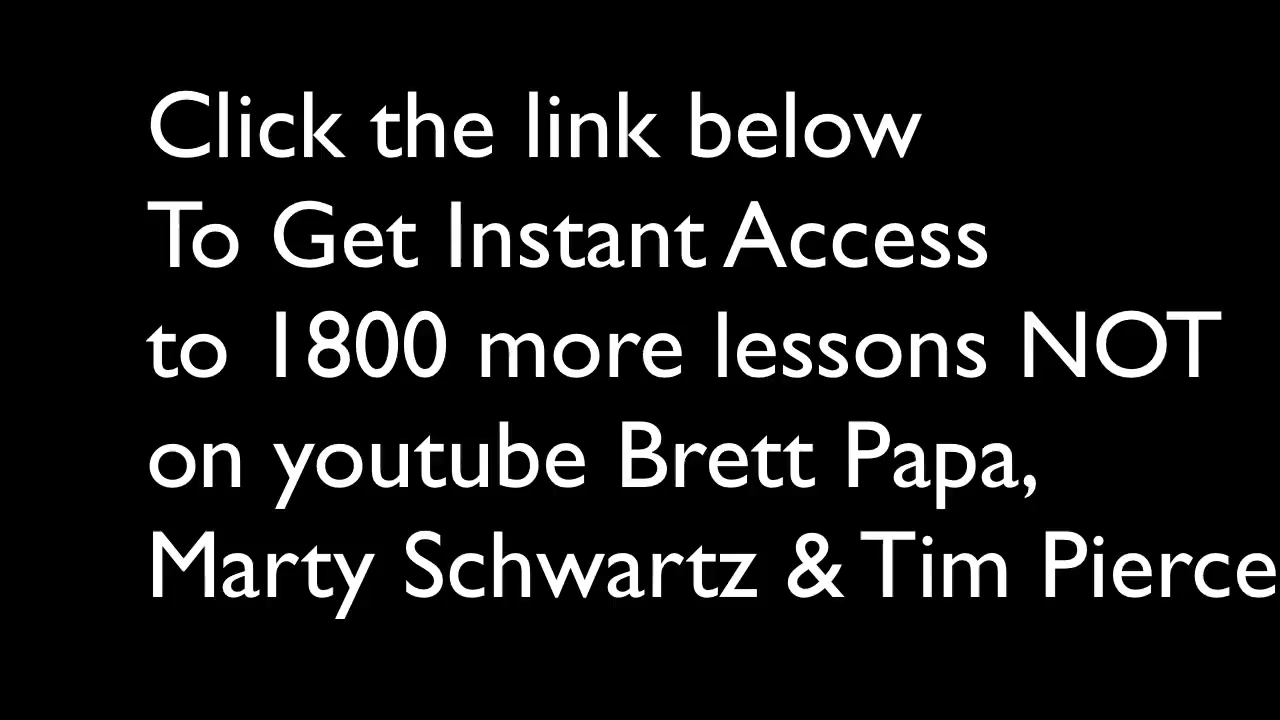 Click the link below
To Get Instant Access
to 1800 more lessons NOT
on youtube Brett Papa,
Marty Schwartz & Tim Pierce